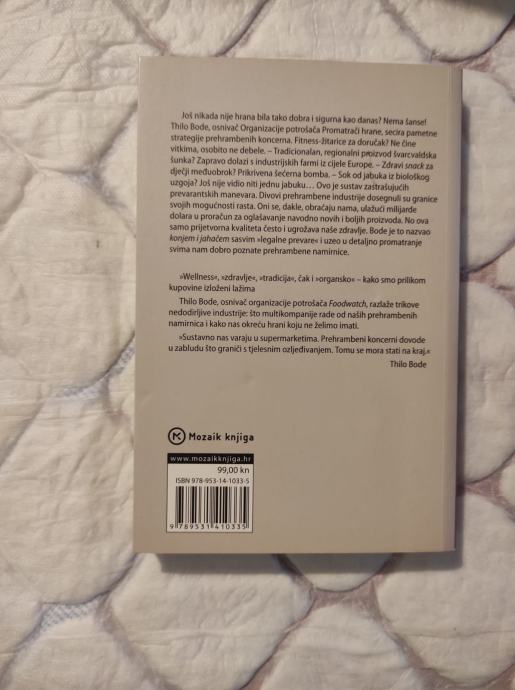 Još nikada nije hrana bila tako dobra i sigurna kao danas? Nema šanse!
Thilo Bode, osnivač Organizacije potrošača Promatrači hrane, secira pametne
strategije prehrambenih koncerna. Fitness-žitarice za doručak? Ne čine
vitkima, osobito ne debele. – Tradicionalan, regionalni proizvod švarcvaldska
šunka? Zapravo dolazi s industrijskih farmi iz cijele Europe. – Zdravi snack za
dječji međuobrok? Prikrivena šećerna bomba. – Sok od jabuka iz biološkog
uzgoja? Još nije vidio niti jednu jabuku… Ovo je sustav zastrašujućih
prevarantskih manevara. Divovi prehrambene industrije dosegnuli su granice
svojih mogućnosti rasta. Oni se, dakle, obraćaju nama, ulažući milijarde
dolara u proračun za oglašavanje navodno novih i boljih proizvoda. No ova
samo prijetvorna kvaliteta često i ugrožava naše zdravlje. Bode je to nazvao
konjem i jahačem sasvim »legalne prevare« i uzeo u detaljno promatranje
svima nam dobro poznate prehrambene namirnice.
»Wellness«, »zdravlje«, »tradicija«, čak i »organsko« – kako smo prilikom
kupovine izloženi lažima
Thilo Bode, osnivač organizacije potrošača Foodwatch, razlaže trikove
nedodirljive industrije: što multikompanije rade od naših prehrambenih
namirnica i kako nas okreću hrani koju ne želimo imati.
»Sustavno nas varaju u supermarketima. Prehrambeni koncerni dovode
u zabludu što graniči s tjelesnim ozljeđivanjem. Tomu se mora stati na kraj.«
Thilo Bode
Mozaik knjiga
www.mozaikknjiga.hr
99,00 kn
ISBN 978-953-14-1033-5
9 789531 410335